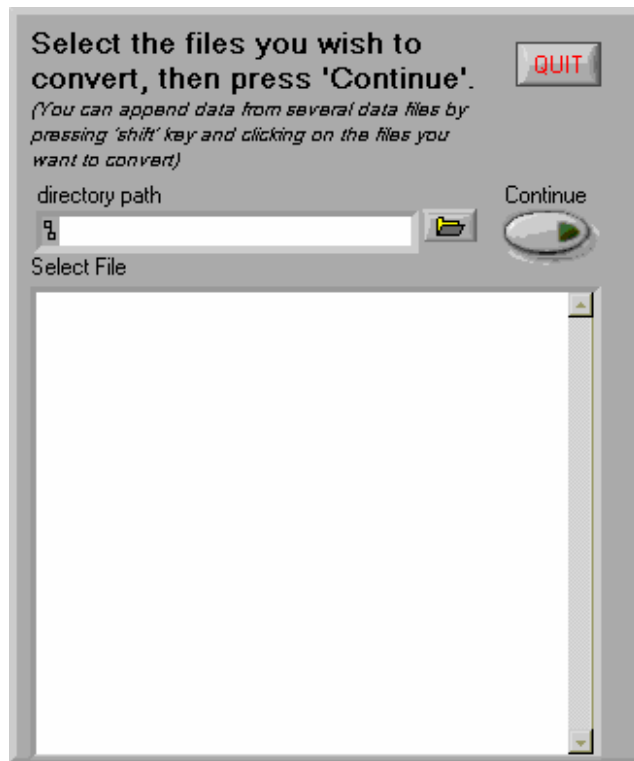 Select the files you wish to
convert, then press 'Continue'.
QUIT
(You can append data from several data files by
pressing 'shift' key and clicking on the files you
want to convert)
directory path
Continue
Select File